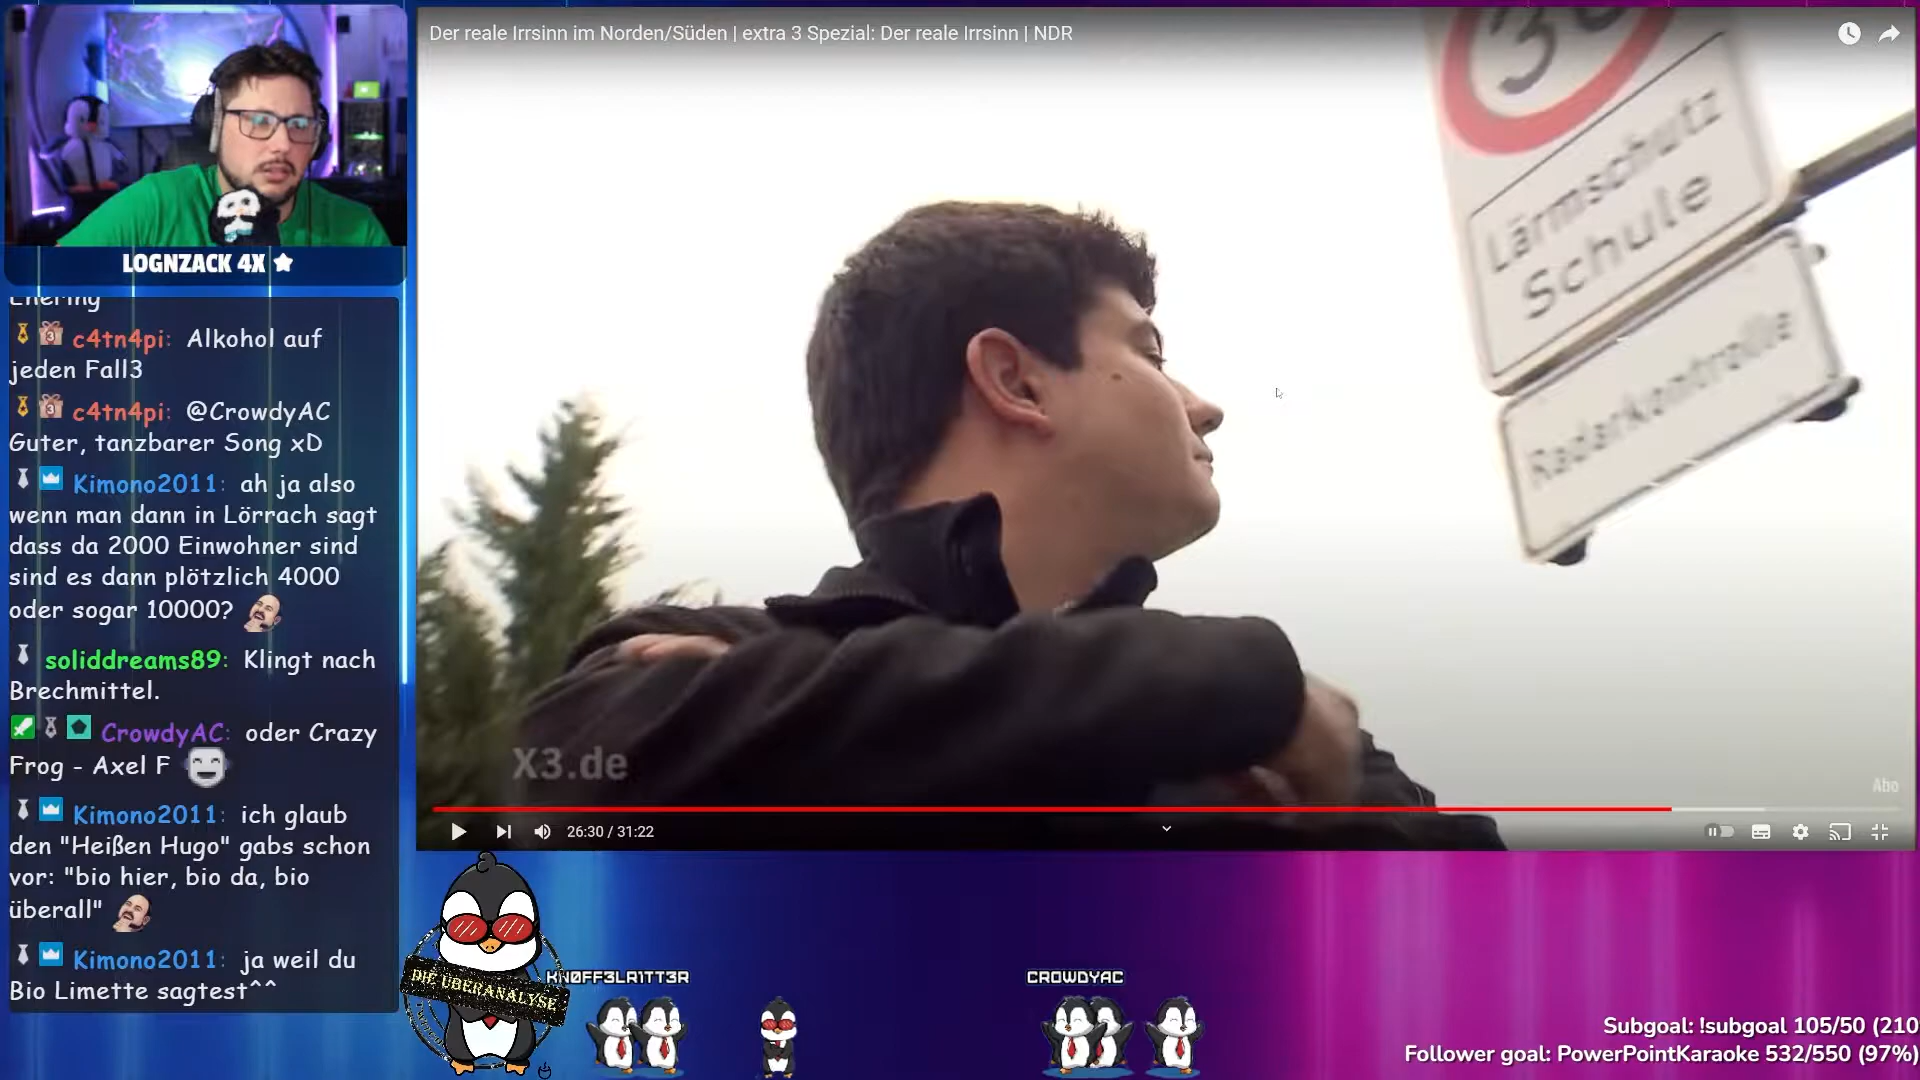 Der reale Irrsinn im Norden/Süden | extra 3 Spezial: Der reale Irrsinn | NDR
30
Lärmschutz
Schule
Radarkontrolle
LOGNZACK 4X
c4tn4pi: Alkohol auf
jeden Fall3
c4tn4pi: @CrowdyAC
Guter, tanzbarer Song xD
Kimono2011: ah ja also
wenn man dann in Lörrach sagt
dass da 2000 Einwohner sind
sind es dann plötzlich 4000
oder sogar 10000?
soliddreams89: Klingt nach
Brechmittel.
CrowdyAC: oder Crazy
Frog - Axel F
Kimono2011: ich glaub
den "Heißen Hugo" gabs schon
vor: "bio hier, bio da, bio
überall"
Kimono2011: ja weil du
Bio Limette sagtest^^
X3.de
Abo
26:30 / 31:22
DIE ÜBERANALYSE
KN0FF3LR1TT3R
CROWDYAC
Subgoal: !subgoal 105/50 (210
Follower goal: PowerPointKaraoke 532/550 (97%)